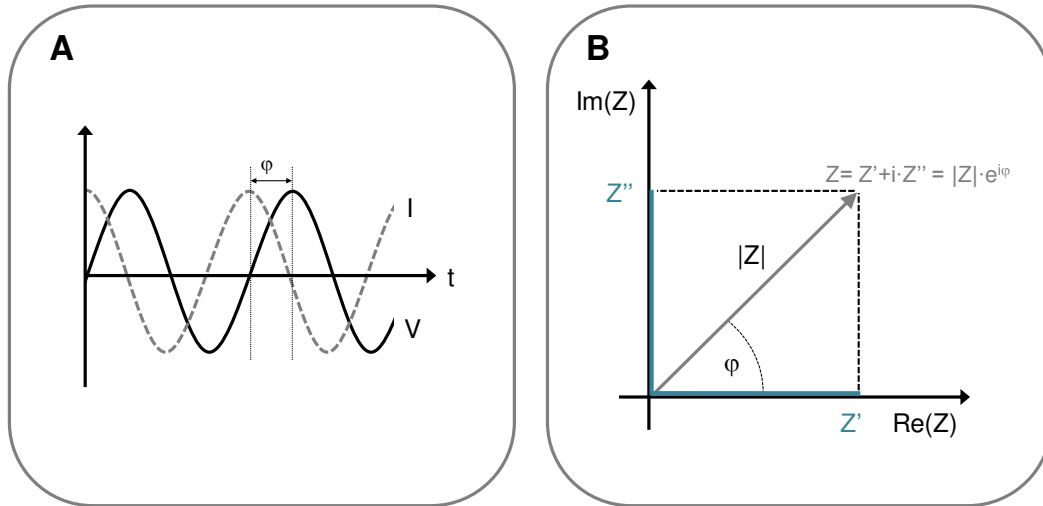 A
φ
I
t
V
B
Im(Z)
Z= Z'+i·Z'' = |Z|·e^iφ
Z''
|Z|
φ
Z'
Re(Z)